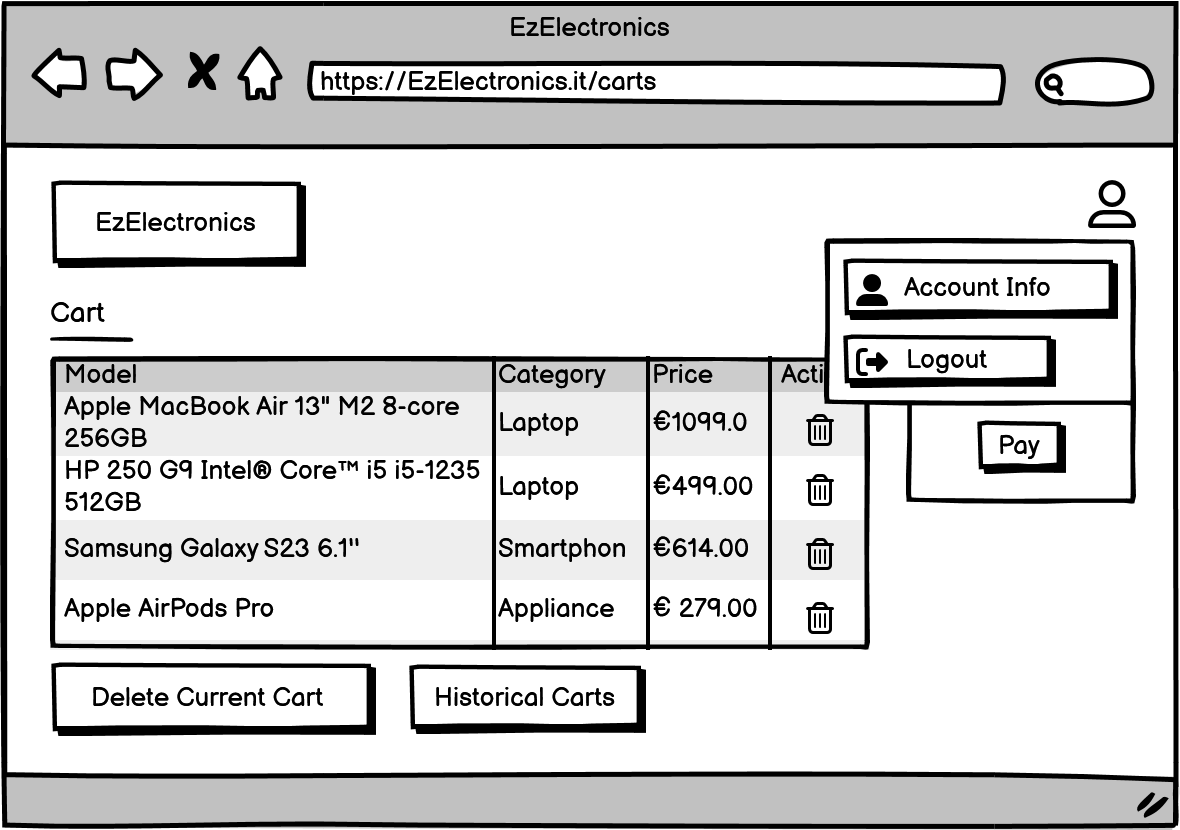 EzElectronics
https://EzElectronics.it/carts
EzElectronics
Account Info
Cart
Logout
Model Category Price Acti
Apple MacBook Air 13" M2 8-core
256GB
Laptop €1099.0
HP 250 G9 Intel® Core™ i5 i5-1235
512GB
Laptop €499.00
Pay
Samsung Galaxy S23 6.1'' Smartphon €614.00
Apple AirPods Pro Appliance € 279.00
Delete Current Cart Historical Carts